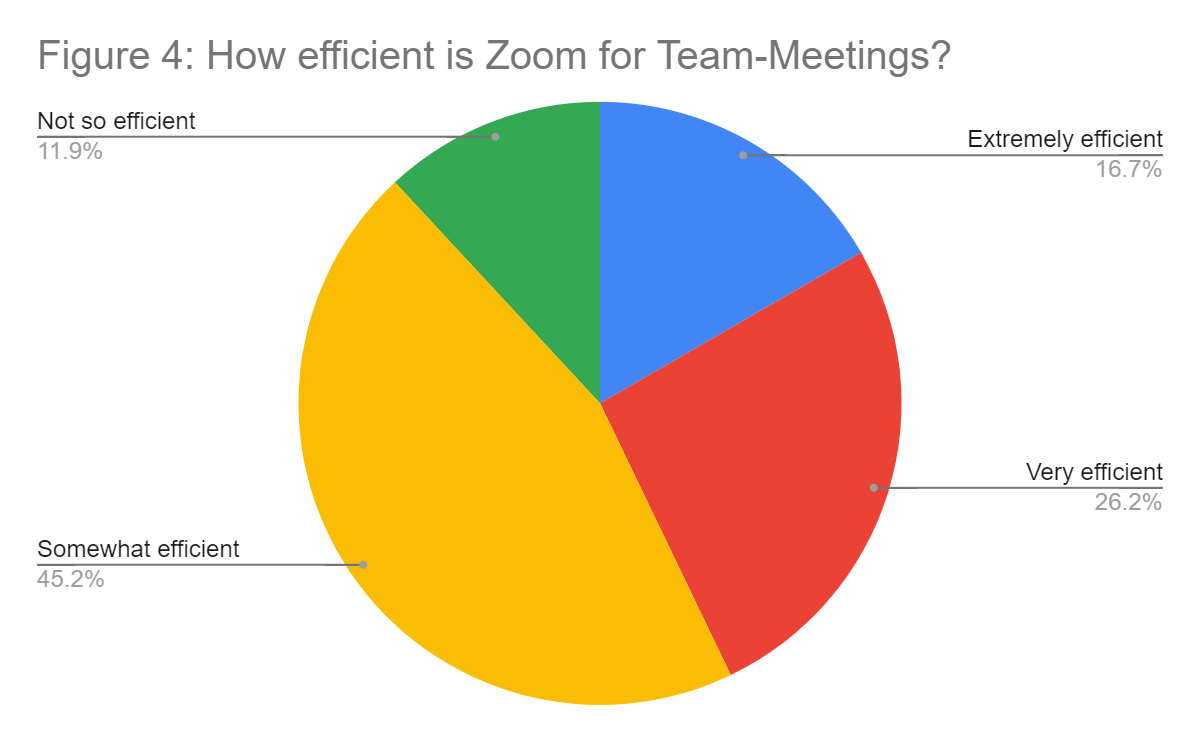 Figure 4: How efficient is Zoom for Team-Meetings?
Not so efficient
11.9%
Extremely efficient
16.7%
Very efficient
26.2%
Somewhat efficient
45.2%